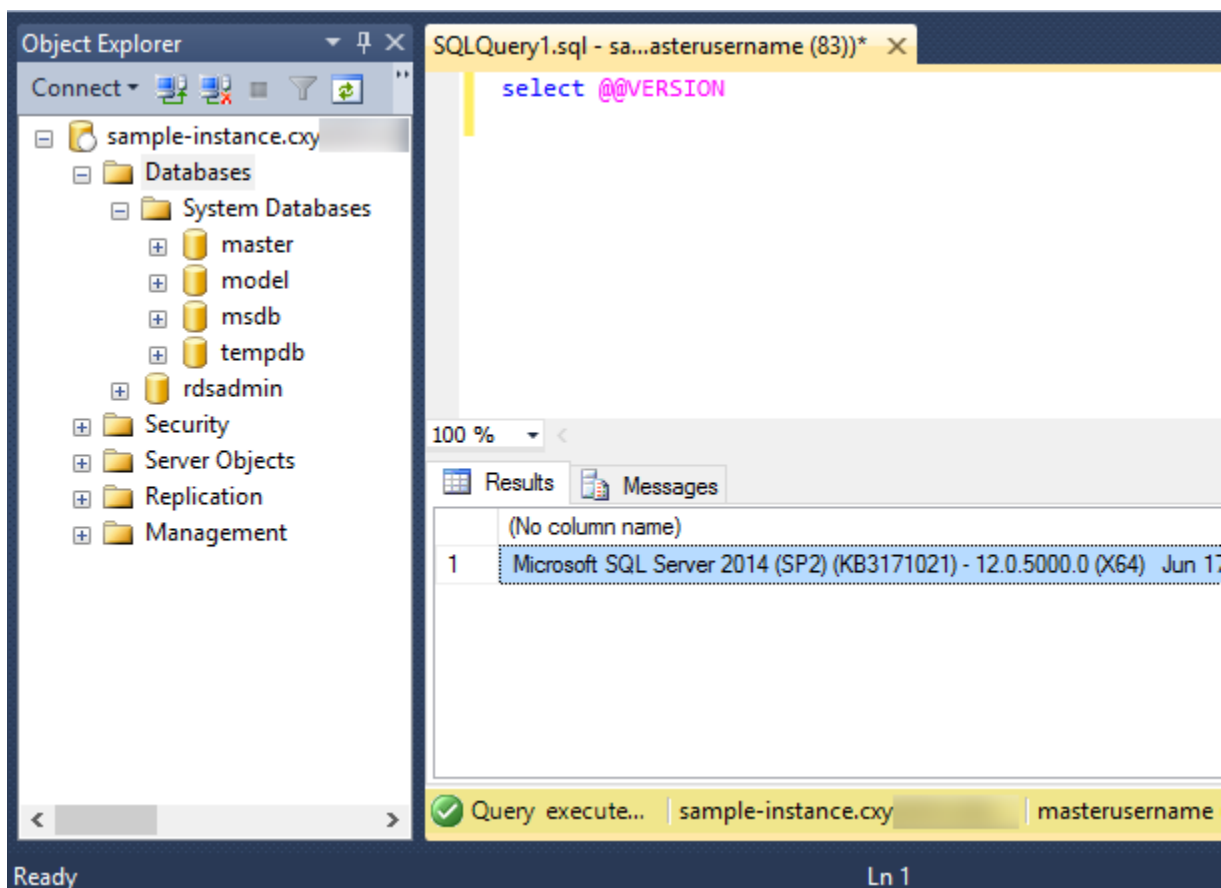 Object Explorer
Connect
sample-instance.cxy
Databases
System Databases
master
model
msdb
tempdb
rdsadmin
Security
Server Objects
Replication
Management
SQLQuery1.sql - sa...asterusername (83))*
select @@VERSION
100 %
Results Messages
(No column name)
1 Microsoft SQL Server 2014 (SP2) (KB3171021) - 12.0.5000.0 (X64) Jun 17
Query execute... sample-instance.cxy masterusername
Ready Ln 1